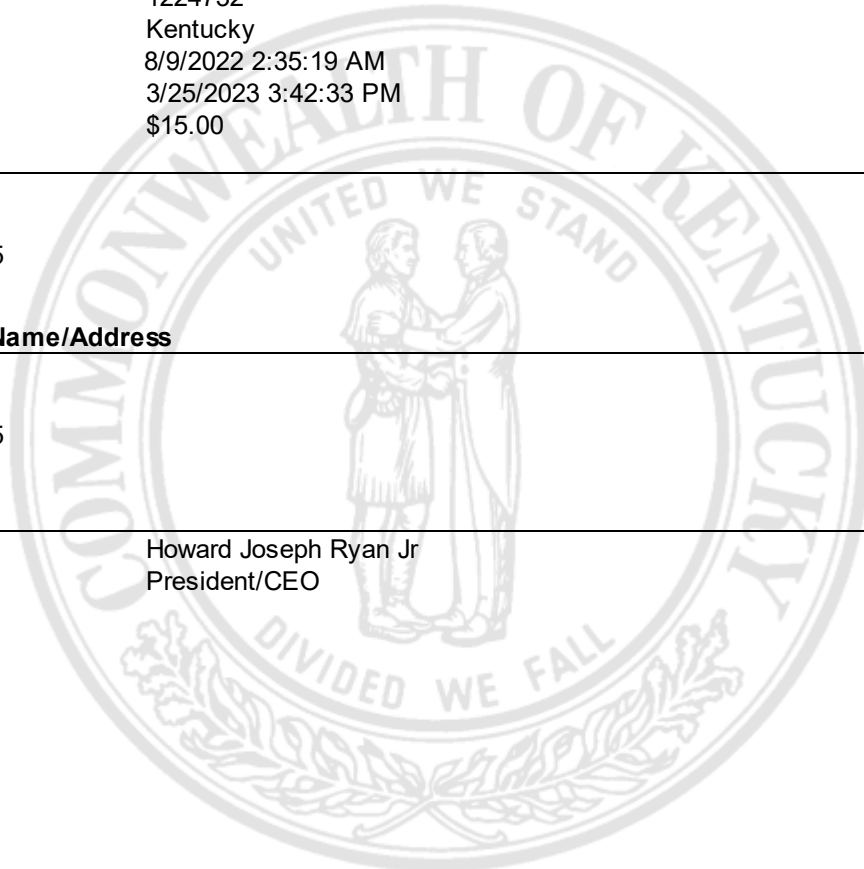 Kentucky
8/9/2022 2:35:19 AM
3/25/2023 3:42:33 PM
$15.00
COMMONWEALTH OF KENTUCKY
UNITED WE STAND
Name/Address
Howard Joseph Ryan Jr
President/CEO
DIVIDED WE FALL